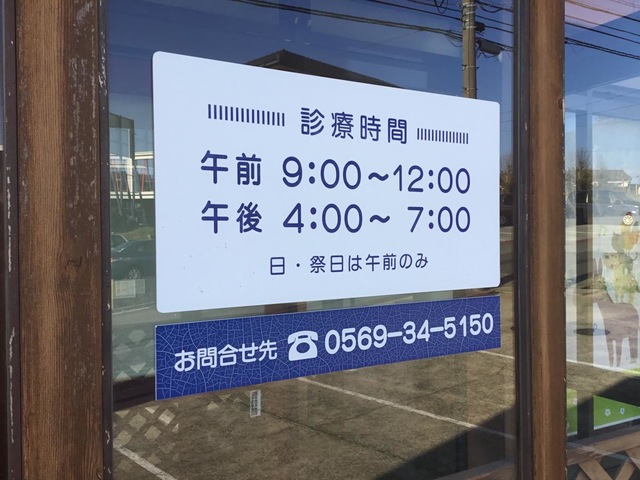 診療時間
午前 9:00〜12:00
午後 4:00〜 7:00
日・祭日は午前のみ
お問合せ先 ☎ 0569-34-5150